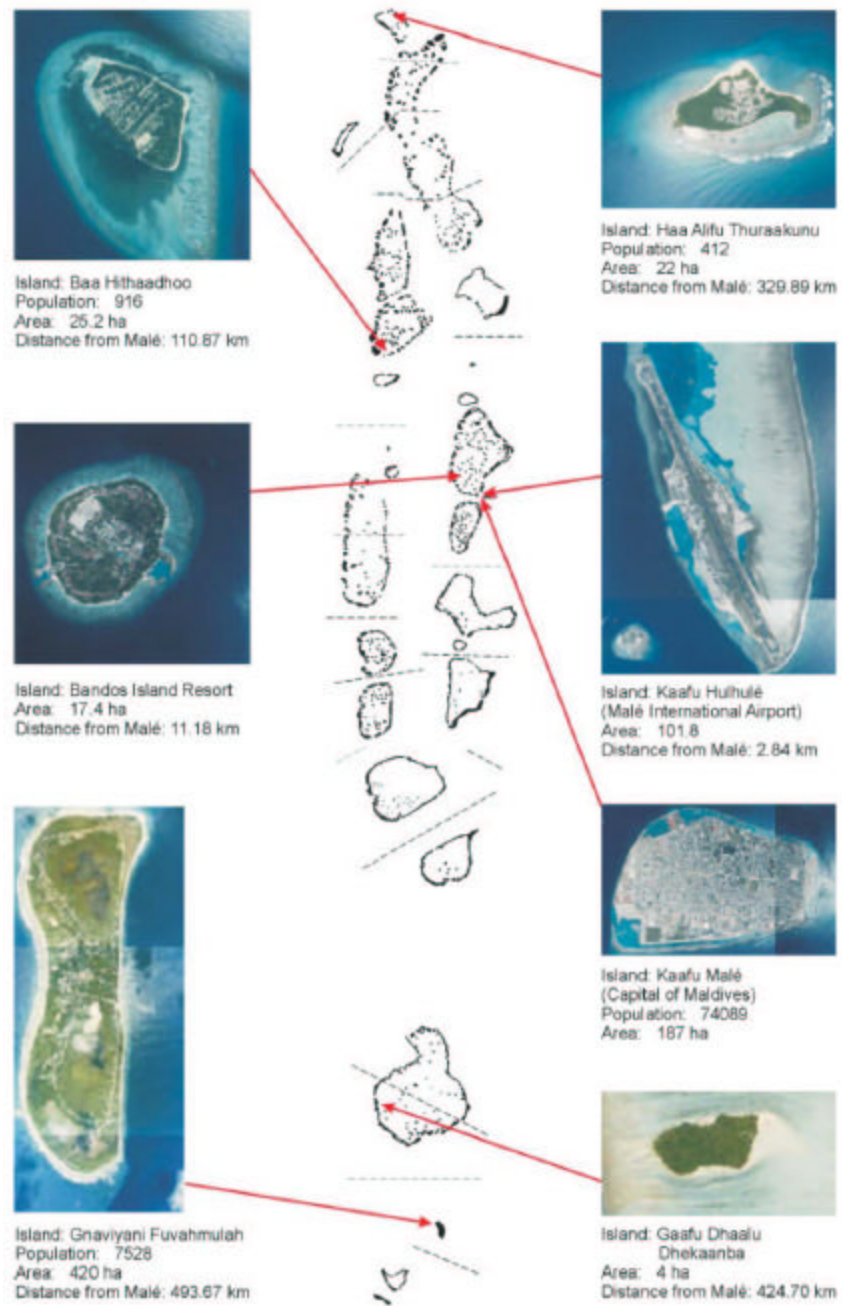 Island: Baa Hithaadhoo
Population: 916
Area: 25.2 ha
Distance from Malé: 110.87 km
Island: Haa Alifu Thuraakunu
Population: 412
Area: 22 ha
Distance from Malé: 329.89 km
Island: Bandos Island Resort
Area: 17.4 ha
Distance from Malé: 11.18 km
Island: Kaafu Hulhulé
(Malé International Airport)
Area: 101.8
Distance from Malé: 2.84 km
Island: Kaafu Malé
(Capital of Maldives)
Population: 74089
Area: 187 ha
Island: Gnaviyani Fuvahmulah
Population: 7528
Area: 420 ha
Distance from Malé: 493.67 km
Island: Gaafu Dhaalu
Dhekaanba
Area: 4 ha
Distance from Malé: 424.70 km